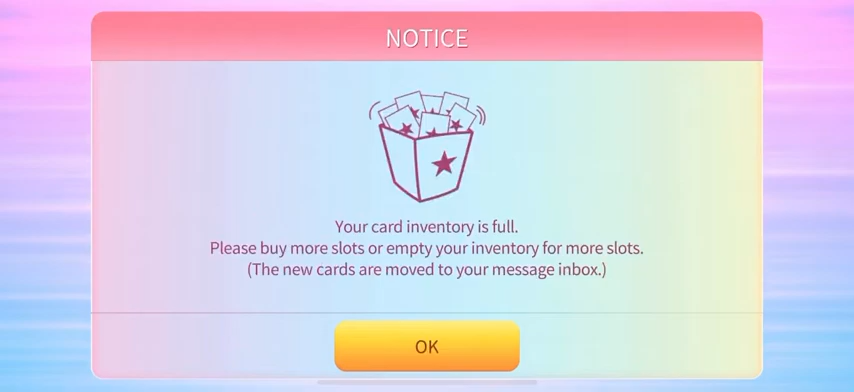 NOTICE
Your card inventory is full.
Please buy more slots or empty your inventory for more slots.
(The new cards are moved to your message inbox.)
OK